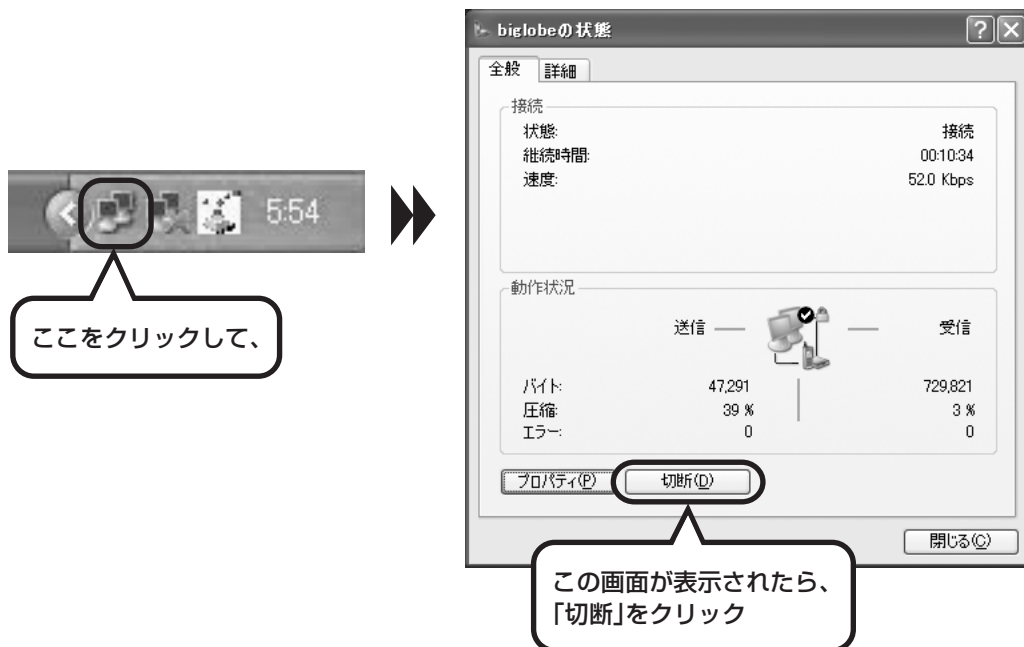 5:54
ここをクリックして、
biglobeの状態
全般 詳細
接続
状態: 接続
継続時間: 00:10:34
速度: 52.0 Kbps
動作状況
送信 受信
バイト: 47,291 729,821
圧縮: 39 % 3 %
エラー: 0 0
プロパティ(P) 切断(D)
閉じる(C)
この画面が表示されたら、
「切断」をクリック